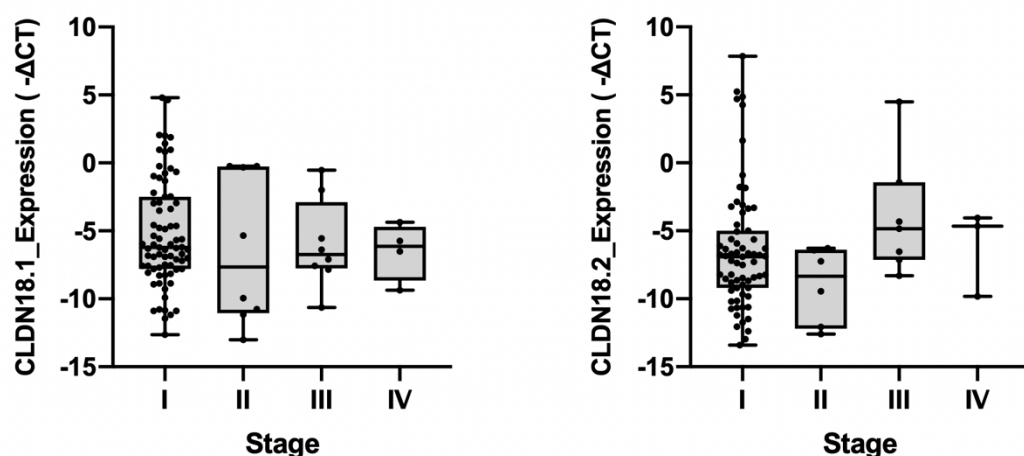 CLDN18.1_Expression ( -ΔCT)
10
5
0
-5
-10
-15
I II III IV
Stage
CLDN18.2_Expression ( -ΔCT)
10
5
0
-5
-10
-15
I II III IV
Stage